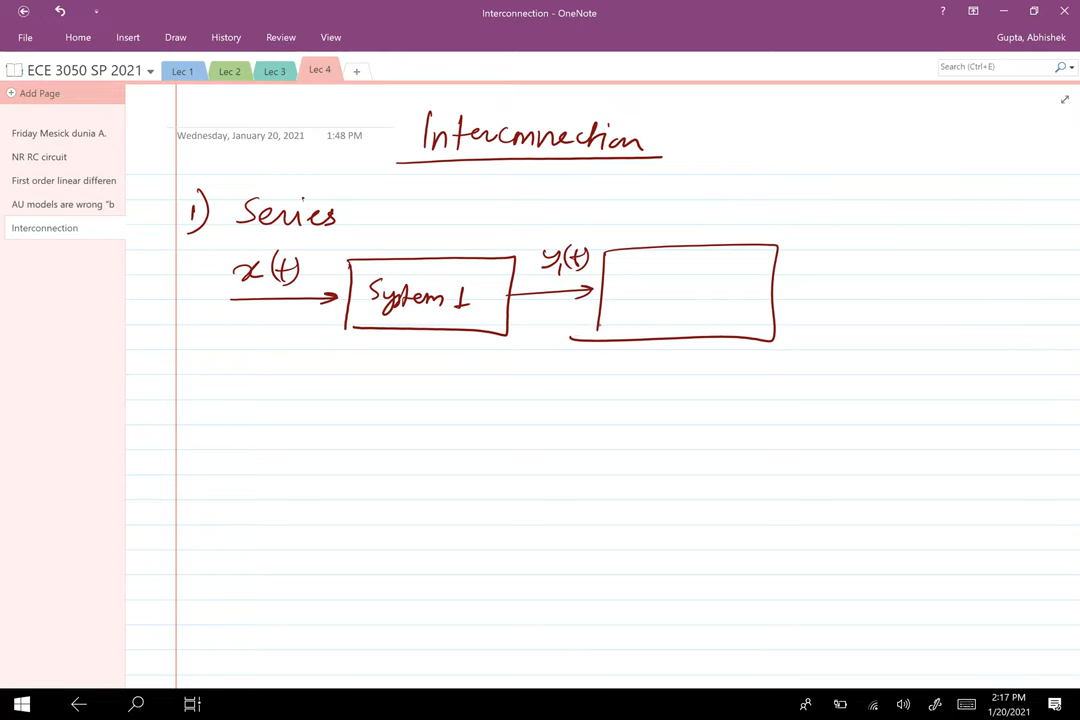 Interconnection - OneNote
File Home Insert Draw History Review View
Gupta, Abhishek
ECE 3050 SP 2021
Lec 1 Lec 2 Lec 3 Lec 4
Search (Ctrl+E)
Add Page
Friday Mesick dunia A.
NR RC circuit
First order linear differen
AU models are wrong "b
Interconnection
Wednesday, January 20, 2021 1:48 PM
Interconnection
1) Series
x(t)
System 1
y₁(t)
2:17 PM
1/20/2021